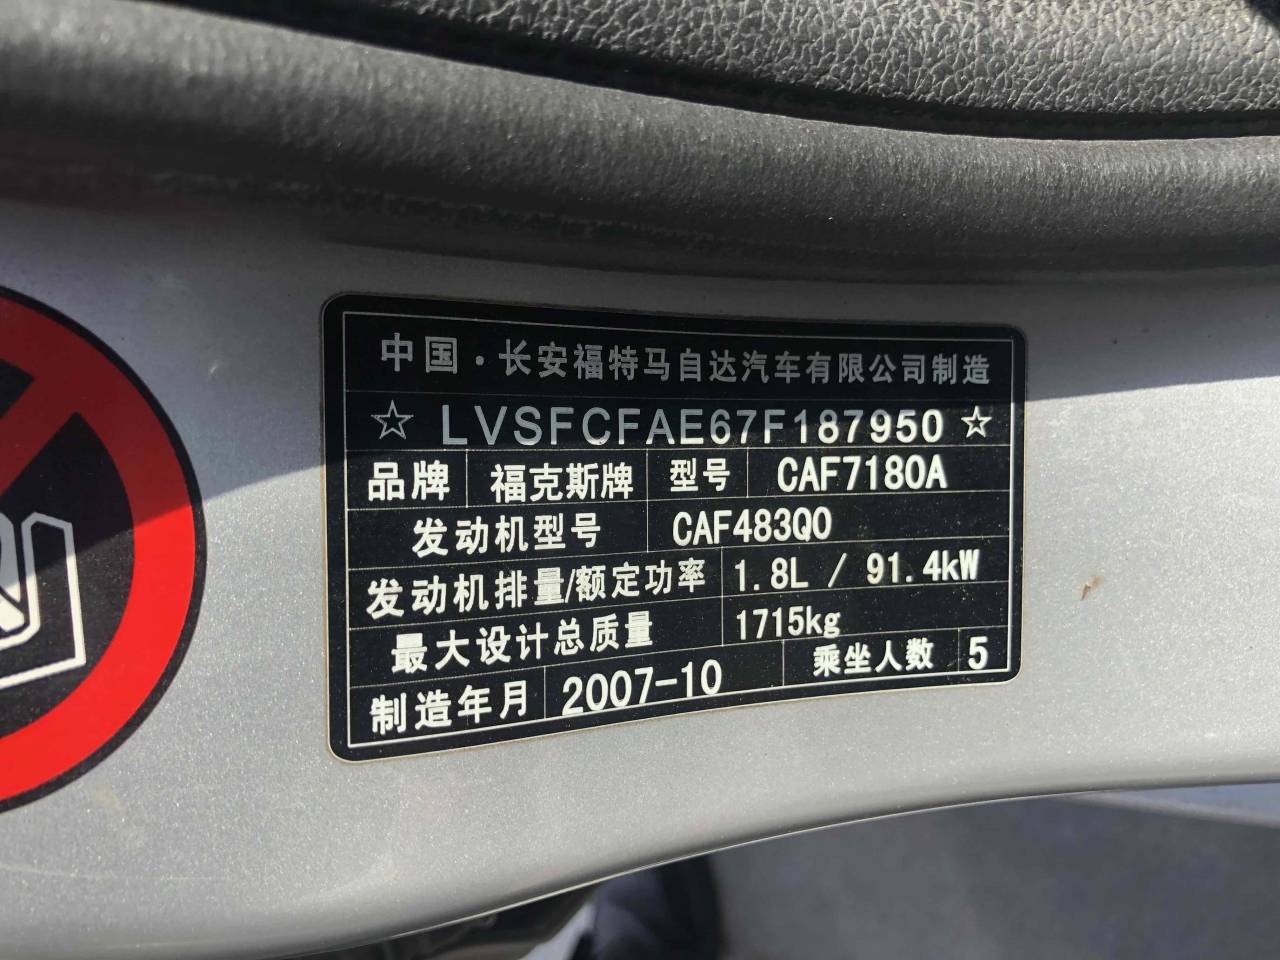 中国·长安福特马自达汽车有限公司制造
☆ LVSFCFAE67F187950 ☆
品牌 福克斯牌 型号 CAF7180A
发动机型号 CAF483Q0
发动机排量/额定功率 1.8L / 91.4kW
最大设计总质量 1715kg
制造年月 2007-10 乘坐人数 5